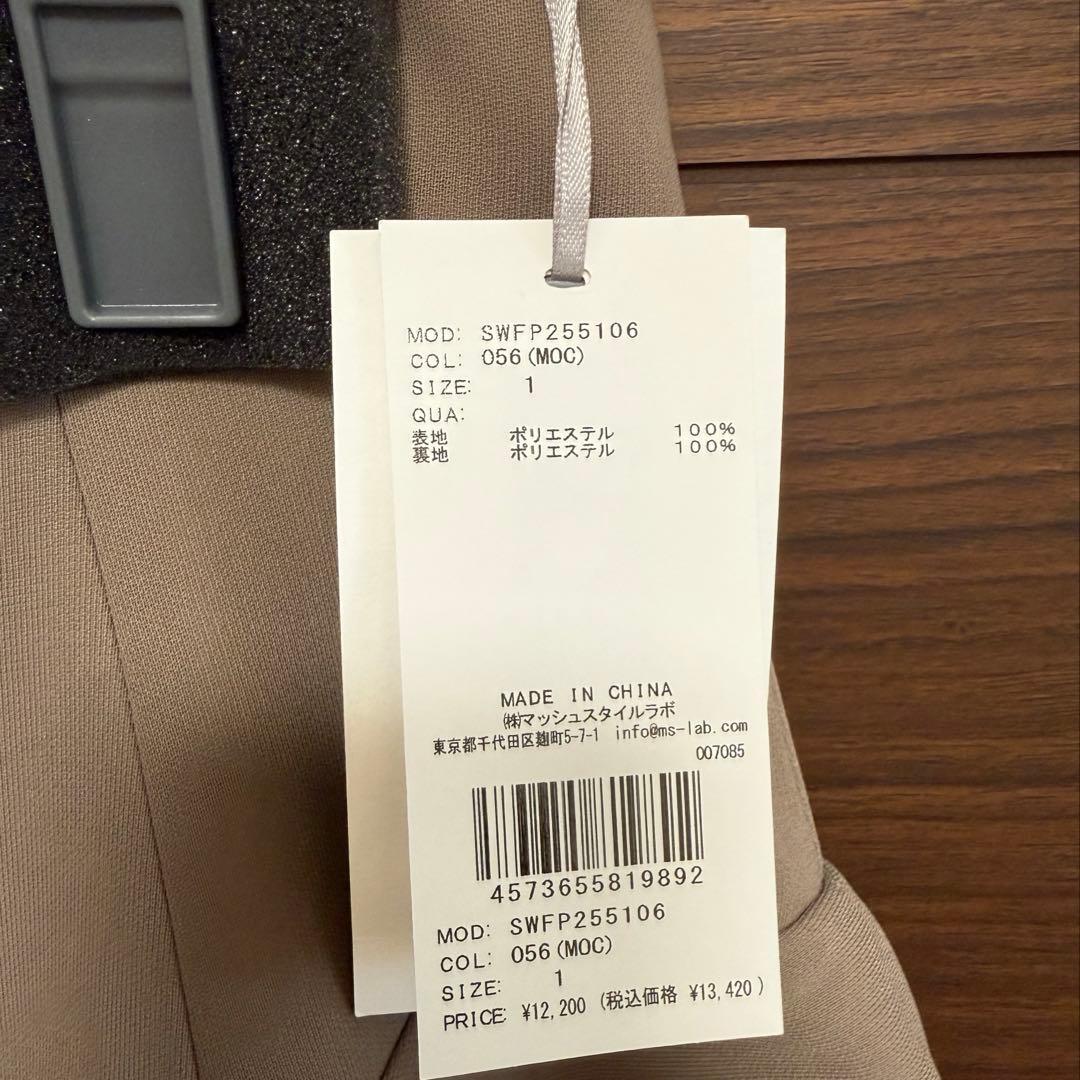 MOD: SWFP255106
COL: 056(MOC)
SIZE: 1
QUA:
表地 ポリエステル 100%
裏地 ポリエステル 100%
MADE IN CHINA
㈱マッシュスタイルラボ
東京都千代田区麹町5-7-1 info@ms-lab.com
007085
4573655819892
MOD: SWFP255106
COL: 056(MOC)
SIZE: 1
PRICE: ¥12,200 (税込価格 ¥13,420)